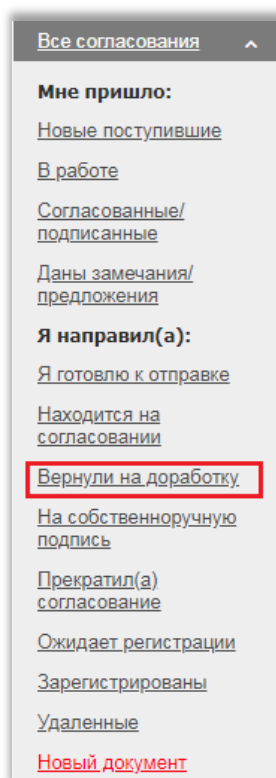 Все согласования
Мне пришло:
Новые поступившие
В работе
Согласованные/
подписанные
Даны замечания/
предложения
Я направил(а):
Я готовлю к отправке
Находится на
согласовании
Вернули на доработку
На собственноручную
подпись
Прекратил(а)
согласование
Ожидает регистрации
Зарегистрированы
Удаленные
Новый документ